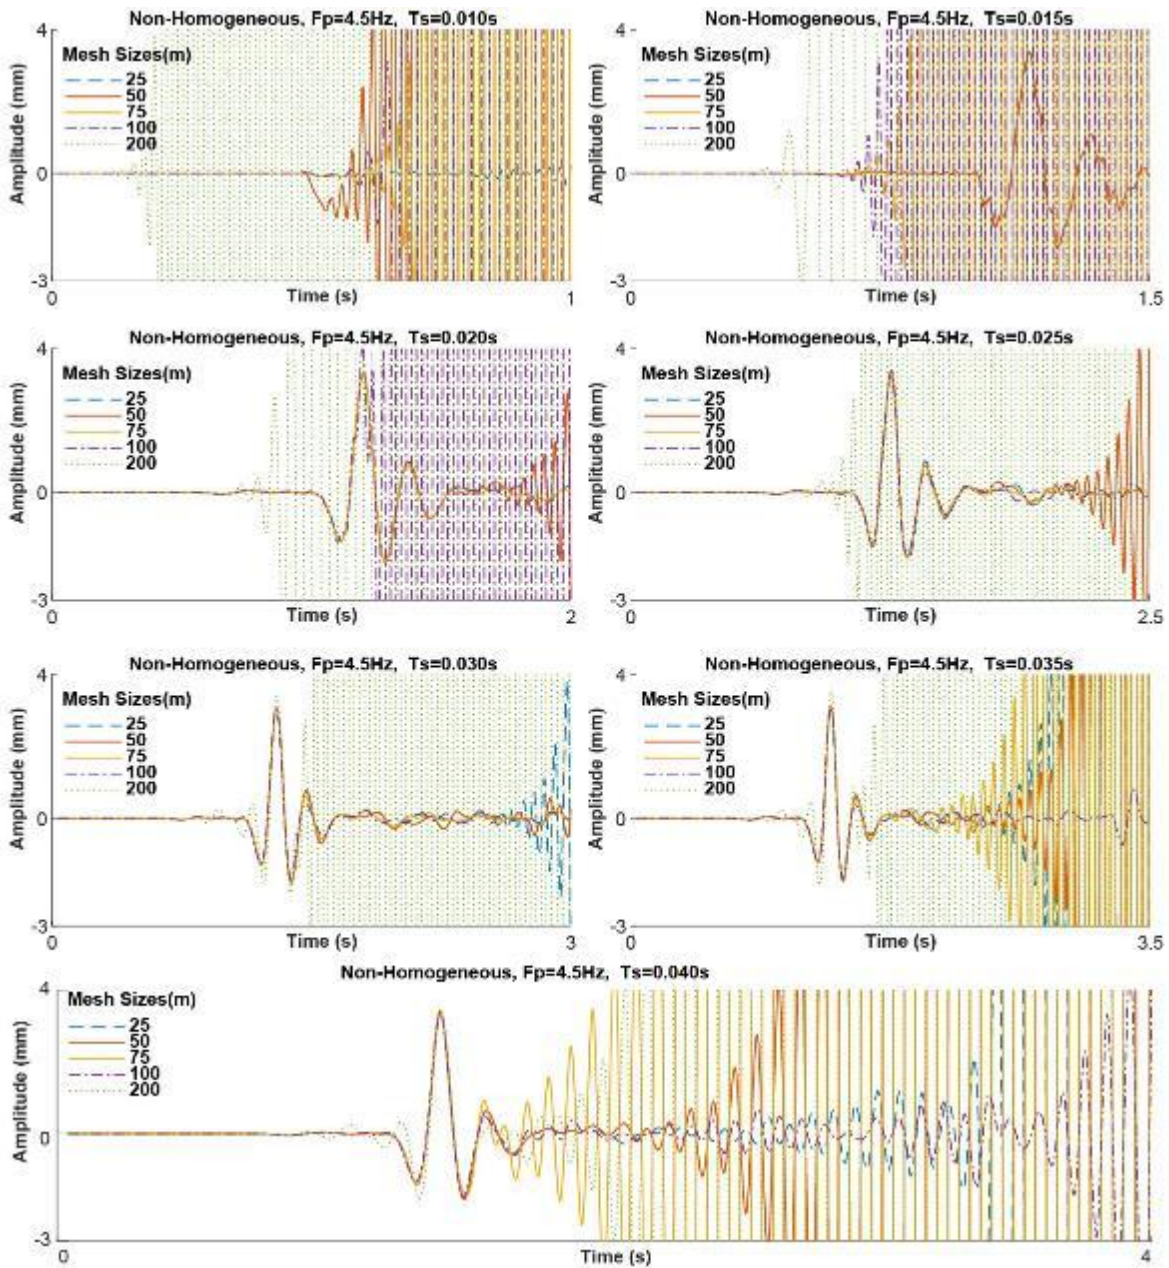 Non-Homogeneous, Fp=4.5Hz, Ts=0.010s
4
Mesh Sizes(m)
25
50
75
100
200
0
-3
Amplitude (mm)
0
Time (s)
1
Non-Homogeneous, Fp=4.5Hz, Ts=0.015s
4
Mesh Sizes(m)
25
50
75
100
200
0
-3
Amplitude (mm)
0
Time (s)
1.5
Non-Homogeneous, Fp=4.5Hz, Ts=0.020s
4
Mesh Sizes(m)
25
50
75
100
200
0
-3
Amplitude (mm)
0
Time (s)
2
Non-Homogeneous, Fp=4.5Hz, Ts=0.025s
4
Mesh Sizes(m)
25
50
75
100
200
0
-3
Amplitude (mm)
0
Time (s)
2.5
Non-Homogeneous, Fp=4.5Hz, Ts=0.030s
4
Mesh Sizes(m)
25
50
75
100
200
0
-3
Amplitude (mm)
0
Time (s)
3
Non-Homogeneous, Fp=4.5Hz, Ts=0.035s
4
Mesh Sizes(m)
25
50
75
100
200
0
-3
Amplitude (mm)
0
Time (s)
3.5
Non-Homogeneous, Fp=4.5Hz, Ts=0.040s
4
Mesh Sizes(m)
25
50
75
100
200
0
-3
Amplitude (mm)
0
Time (s)
4